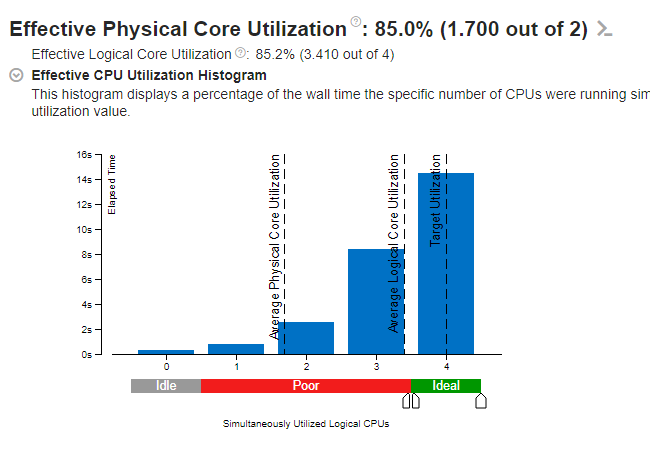 Effective Physical Core Utilization ?: 85.0% (1.700 out of 2)
Effective Logical Core Utilization ?: 85.2% (3.410 out of 4)
Effective CPU Utilization Histogram
This histogram displays a percentage of the wall time the specific number of CPUs were running sim
utilization value.
16s
14s
12s
10s
8s
6s
4s
2s
0s
Elapsed Time
Average Physical Core Utilization
Average Logical Core Utilization
Target Utilization
0 1 2 3 4
Idle Poor Ideal
Simultaneously Utilized Logical CPUs